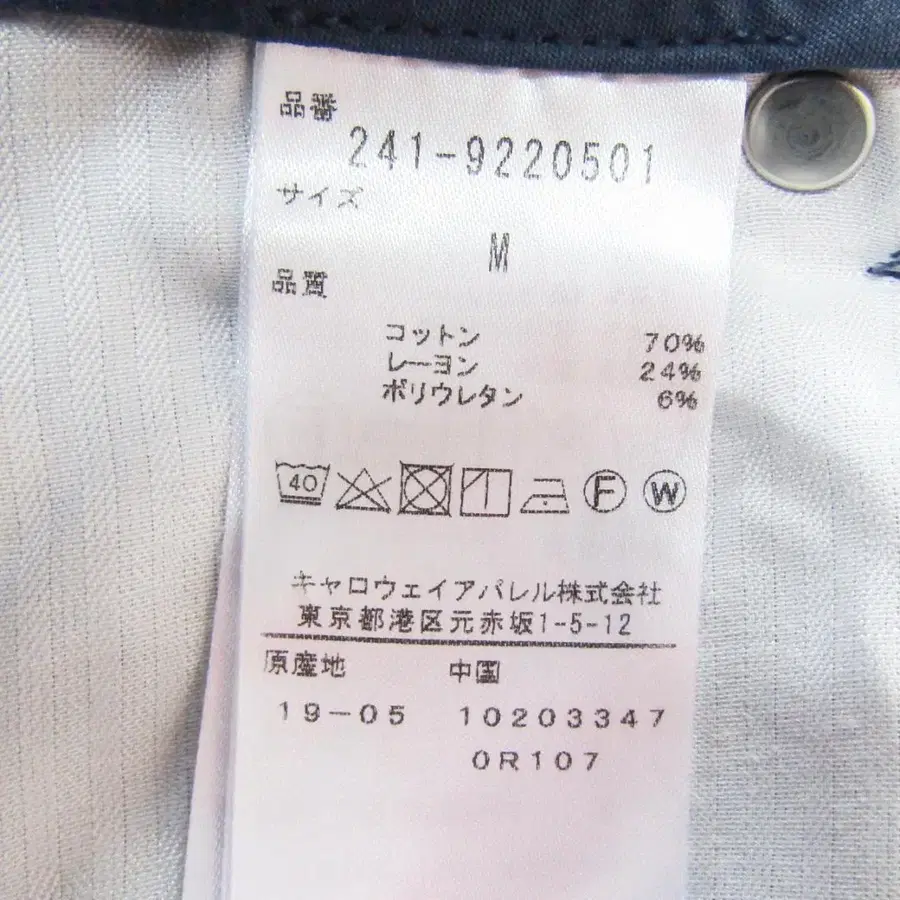 品番
241-9220501
サイズ
M
品質
コットン 70%
レーヨン 24%
ポリウレタン 6%
40 F W
キャロウェイアパレル株式会社
東京都港区元赤坂1-5-12
原産地 中国
19-05 10203347
0R107